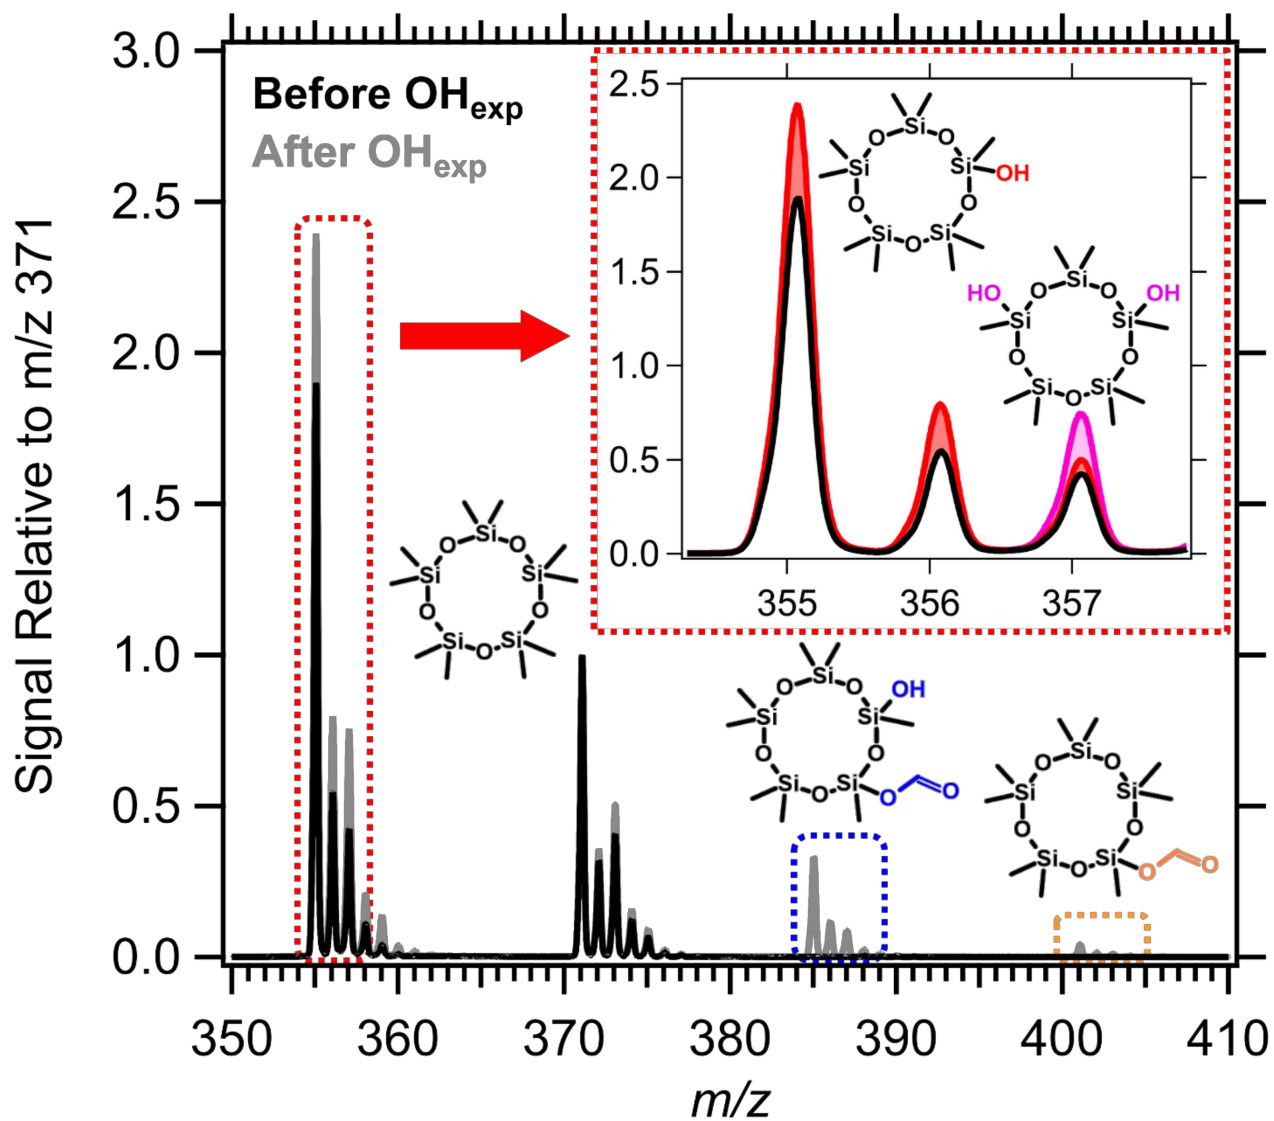 Before OHexp
After OHexp
Signal Relative to m/z 371
3.0
2.5
2.0
1.5
1.0
0.5
0.0
350 360 370 380 390 400 410
m/z
2.5
2.0
1.5
1.0
0.5
0.0
355 356 357
Si
O O
Si Si OH
O O
Si O Si
Si
HO O O OH
Si Si
O O
Si O Si
Si
O O
Si Si
O O
Si O Si
Si
O O OH
Si Si
O O
Si O Si O O
Si
O O
Si Si
O O
Si O Si O O